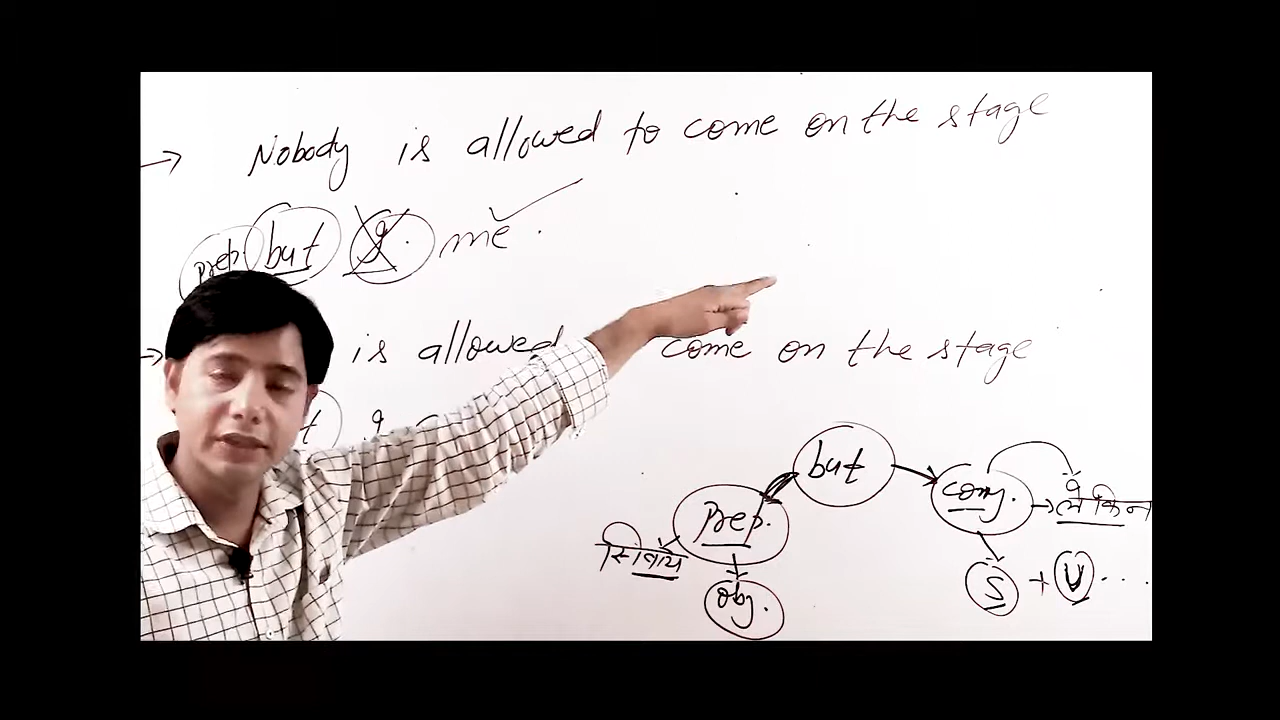 → Nobody is allowed to come on the stage
prep but I. me.
→ is allowed come on the stage
but
Prep. conj. → लेकिन
सिवाय
obj. S + V ...